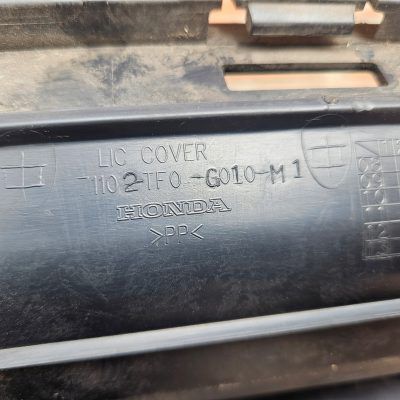 LIC COVER
71102-TF0-G010-M1
HONDA
>PP<